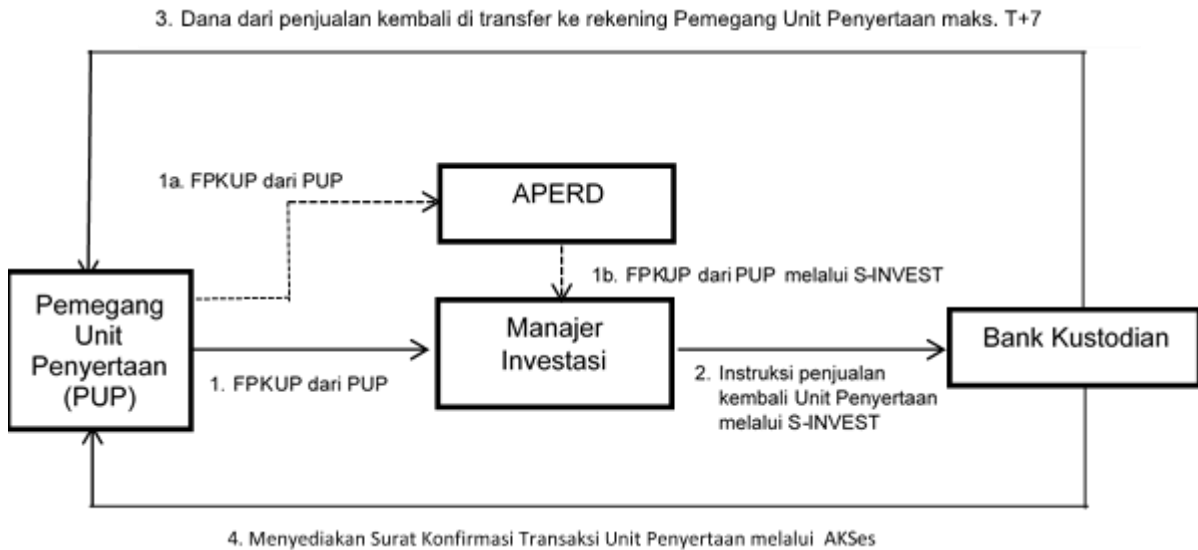 3. Dana dari penjualan kembali di transfer ke rekening Pemegang Unit Penyertaan maks. T+7
1a. FPKUP dari PUP
APERD
1b. FPKUP dari PUP melalui S-INVEST
Pemegang
Unit
Penyertaan
(PUP)
1. FPKUP dari PUP
Manajer
Investasi
2. Instruksi penjualan
kembali Unit Penyertaan
melalui S-INVEST
Bank Kustodian
4. Menyediakan Surat Konfirmasi Transaksi Unit Penyertaan melalui AKSes